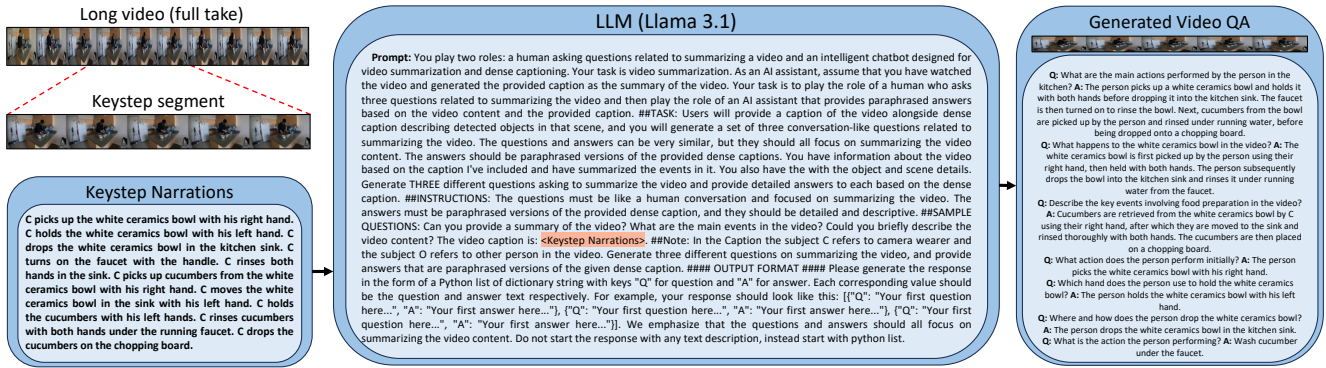 Long video (full take)
Keystep segment
Keystep Narrations
C picks up the white ceramics bowl with his right hand.
C holds the white ceramics bowl with his left hand. C
drops the white ceramics bowl in the kitchen sink. C
turns on the faucet with the handle. C rinses both
hands in the sink. C picks up cucumbers from the white
ceramics bowl with his right hand. C moves the white
ceramics bowl in the sink with his left hand. C holds
the cucumbers with his left hands. C rinses cucumbers
with both hands under the running faucet. C drops the
cucumbers on the chopping board.
LLM (Llama 3.1)
Prompt: You play two roles: a human asking questions related to summarizing a video and an intelligent chatbot designed for
video summarization and dense captioning. Your task is video summarization. As an AI assistant, assume that you have watched
the video and generated the provided caption as the summary of the video. Your task is to play the role of a human who asks
three questions related to summarizing the video and then play the role of an AI assistant that provides paraphrased answers
based on the video content and the provided caption. ##TASK: Users will provide a caption of the video alongside dense
caption describing detected objects in that scene, and you will generate a set of three conversation-like questions related to
summarizing the video. The questions and answers can be very similar, but they should all focus on summarizing the video
content. The answers should be paraphrased versions of the provided dense captions. You have information about the video
based on the caption I've included and have summarized the events in it. You also have the with the object and scene details.
Generate THREE different questions asking to summarize the video and provide detailed answers to each based on the dense
caption. ##INSTRUCTIONS: The questions must be like a human conversation and focused on summarizing the video. The
answers must be paraphrased versions of the provided dense caption, and they should be detailed and descriptive. ##SAMPLE
QUESTIONS: Can you provide a summary of the video? What are the main events in the video? Could you briefly describe the
video content? The video caption is: <Keystep Narrations>. ##Note: In the Caption the subject C refers to camera wearer and
the subject O refers to other person in the video. Generate three different questions on summarizing the video, and provide
answers that are paraphrased versions of the given dense caption. #### OUTPUT FORMAT #### Please generate the response
in the form of a Python list of dictionary string with keys "Q" for question and "A" for answer. Each corresponding value should
be the question and answer text respectively. For example, your response should look like this: [{"Q": "Your first question
here...", "A": "Your first answer here..."}, {"Q": "Your first question here...", "A": "Your first answer here..."}, {"Q": "Your first
question here...", "A": "Your first answer here..."}]. We emphasize that the questions and answers should all focus on
summarizing the video content. Do not start the response with any text description, instead start with python list.
Generated Video QA
Q: What are the main actions performed by the person in the
kitchen? A: The person picks up a white ceramics bowl and holds it
with both hands before dropping it into the kitchen sink. The faucet
is then turned on to rinse the bowl. Next, cucumbers from the bowl
are picked up by the person and rinsed under running water, before
being dropped onto a chopping board.
Q: What happens to the white ceramics bowl in the video? A: The
white ceramics bowl is first picked up by the person using their
right hand, then held with both hands. The person subsequently
drops the bowl into the kitchen sink and rinses it under running
water from the faucet.
Q: Describe the key events involving food preparation in the video?
A: Cucumbers are retrieved from the white ceramics bowl by C
using their right hand, after which they are moved to the sink and
rinsed thoroughly with both hands. The cucumbers are then placed
on a chopping board.
Q: What action does the person perform initially? A: The person
picks the white ceramics bowl with his right hand.
Q: Which hand does the person use to hold the white ceramics
bowl? A: The person holds the white ceramics bowl with his left
hand.
Q: Where and how does the person drop the white ceramics bowl?
A: The person drops the white ceramics bowl in the kitchen sink.
Q: What is the action the person performing? A: Wash cucumber
under the faucet.